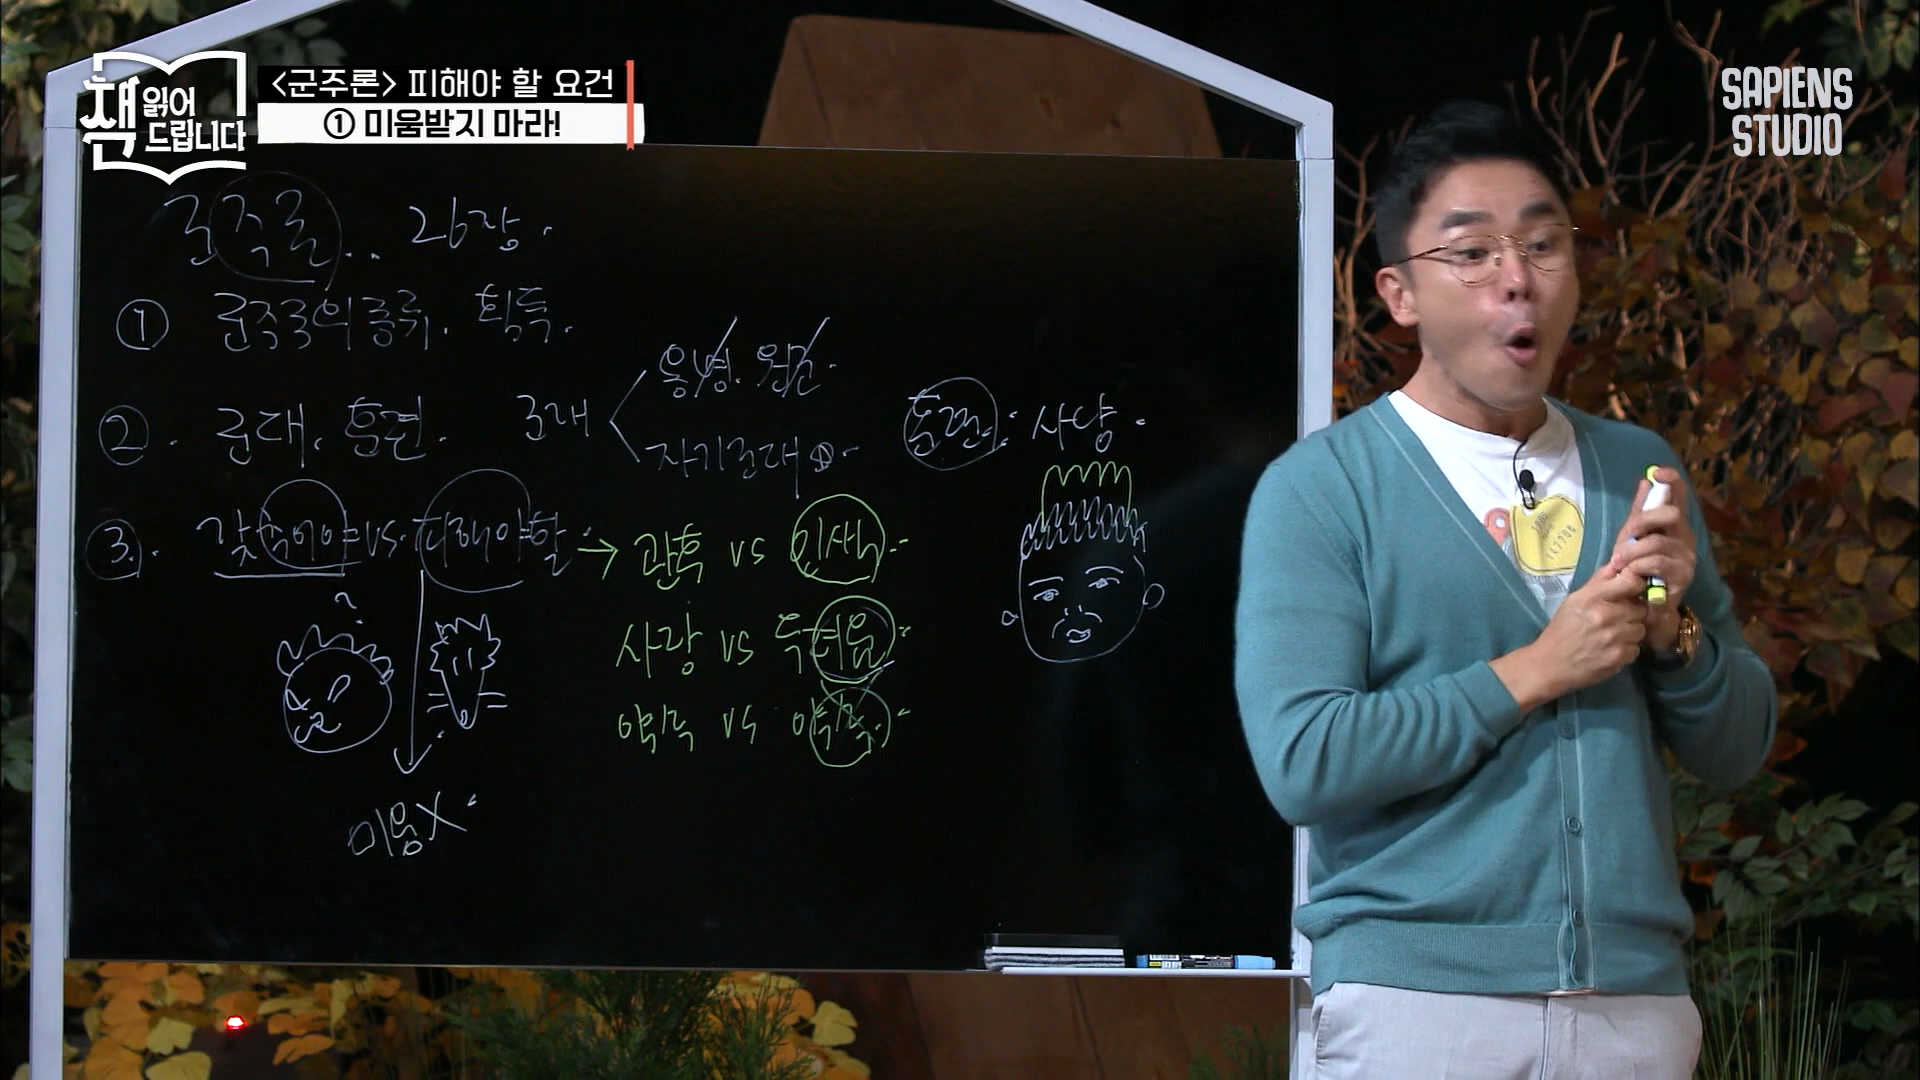 책 읽어
드립니다
<군주론> 피해야 할 요건
① 미움받지 마라!
SAPIENS
STUDIO
군주론.. 26장.
① 군주국의 종류. 획득.
용병. 원군.
② . 군대. 훈련. 군대
자기군대
훈련: 사냥.
3. 갖춰야 vs. 피해야할 → 관후 vs 인색.
사랑 vs 두려움.
약속 vs 약속.
?
미움X.